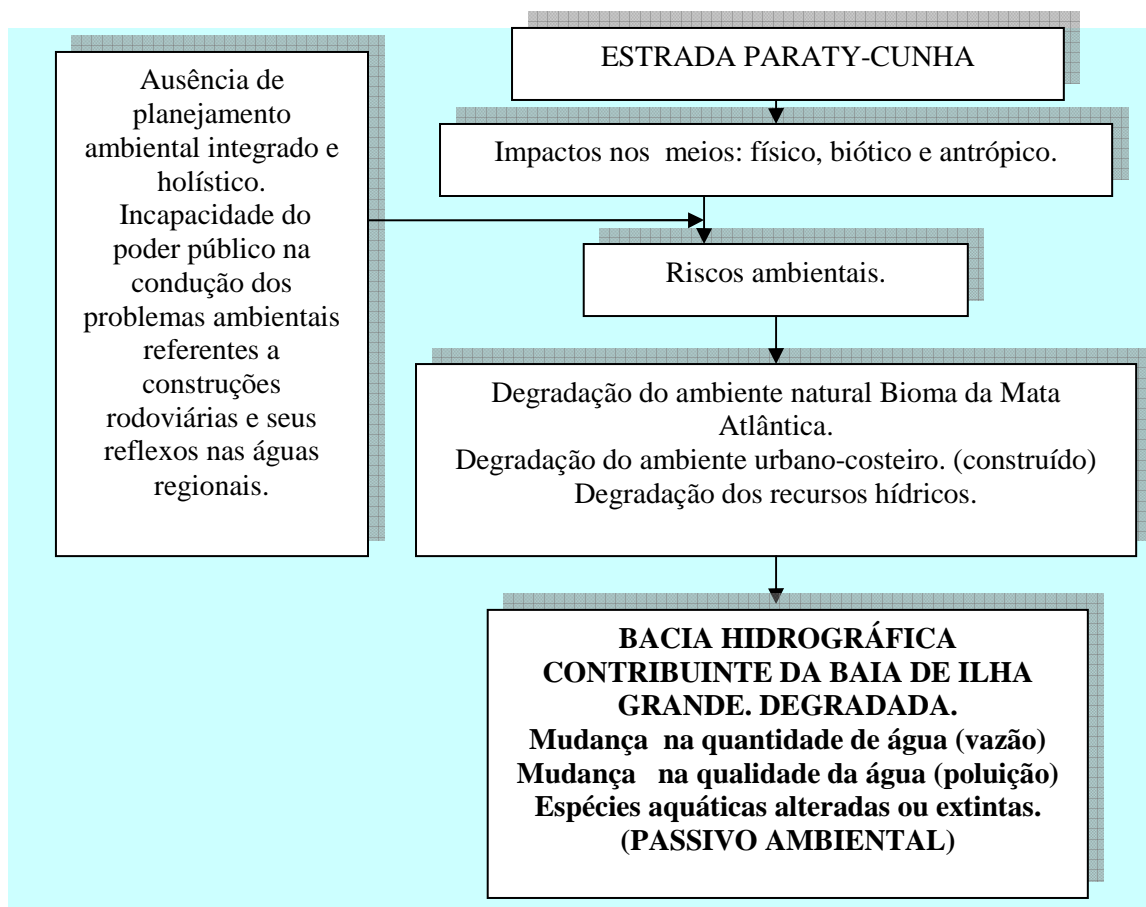 Ausência de
planejamento
ambiental integrado e
holístico.
Incapacidade do
poder público na
condução dos
problemas ambientais
referentes a
construções
rodoviárias e seus
reflexos nas águas
regionais.
ESTRADA PARATY-CUNHA
Impactos nos meios: físico, biótico e antrópico.
Riscos ambientais.
Degradação do ambiente natural Bioma da Mata
Atlântica.
Degradação do ambiente urbano-costeiro. (construído)
Degradação dos recursos hídricos.
BACIA HIDROGRÁFICA
CONTRIBUINTE DA BAIA DE ILHA
GRANDE. DEGRADADA.
Mudança na quantidade de água (vazão)
Mudança na qualidade da água (poluição)
Espécies aquáticas alteradas ou extintas.
(PASSIVO AMBIENTAL)